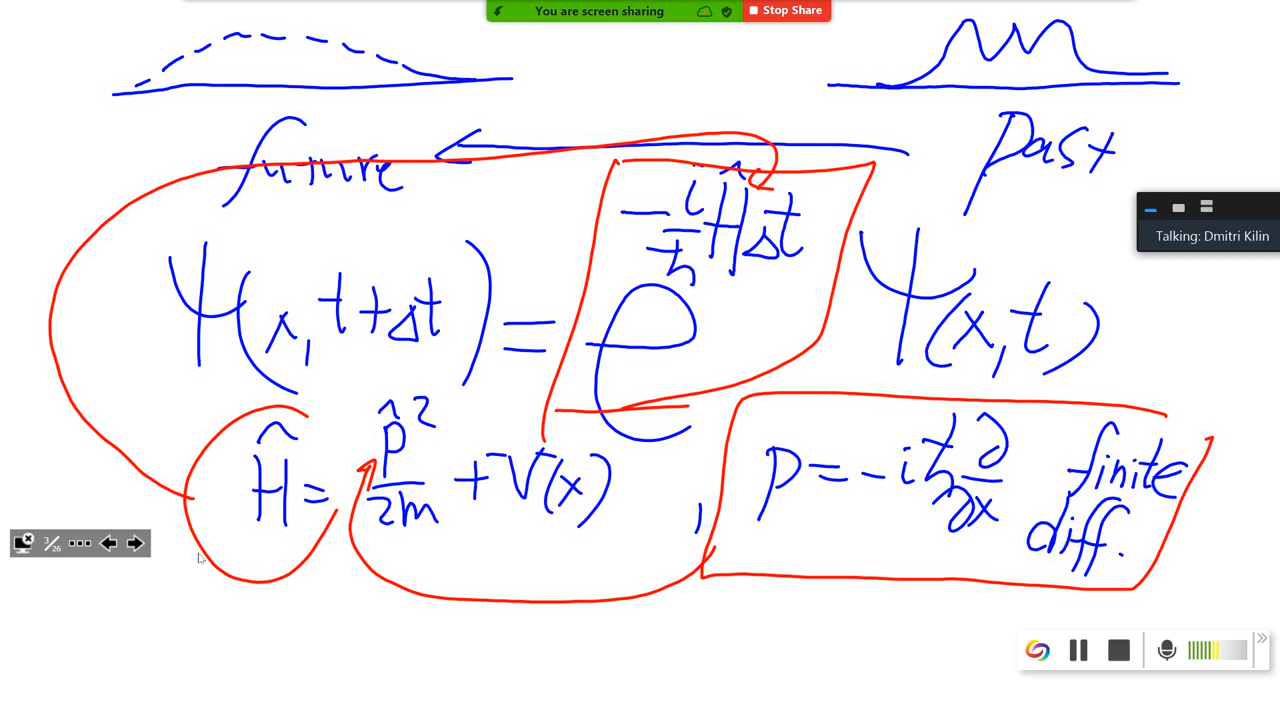 You are screen sharing Stop Share
future Past
Talking: Dmitri Kilin
ψ(x, t+Δt) = e^{-i/ħ ĤΔt} ψ(x,t)
Ĥ = p̂²/2m + V(x) , p = -iħ ∂/∂x finite diff.
3/26